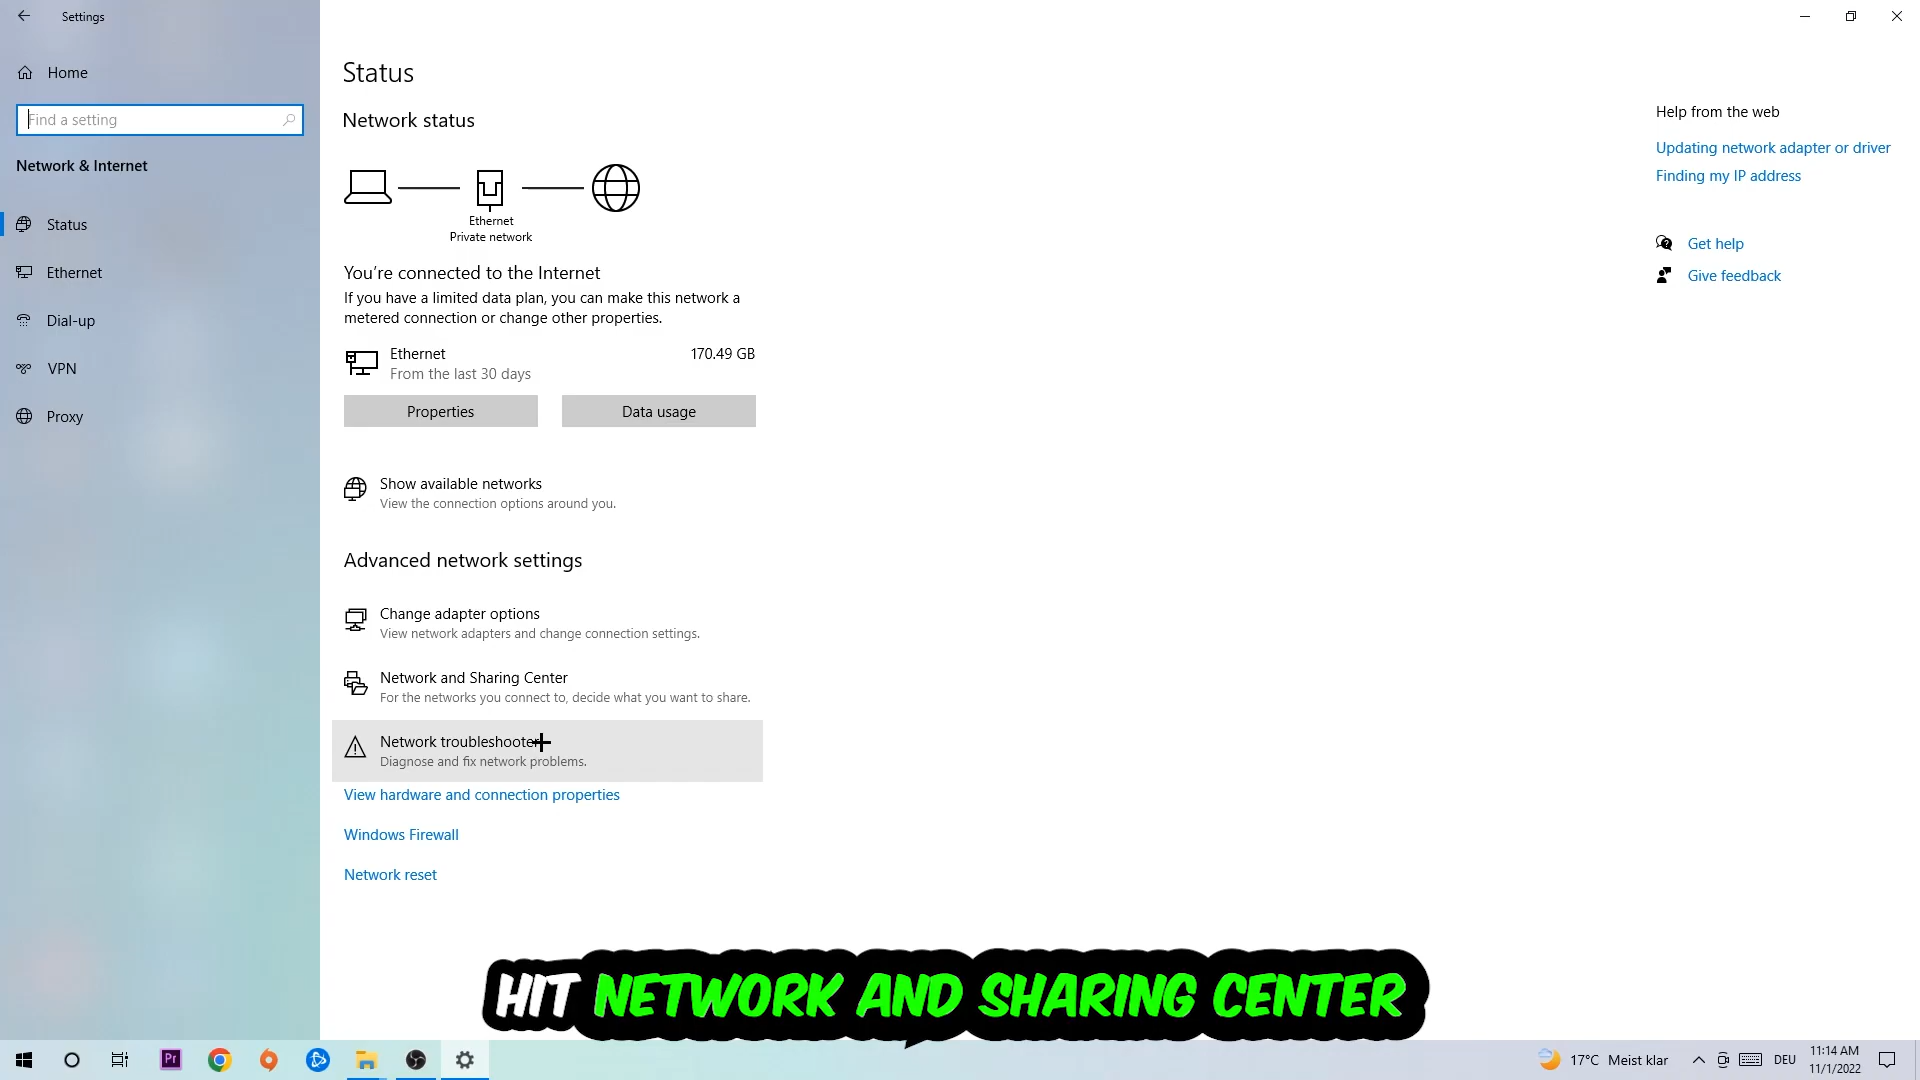 Settings
Home
Find a setting
Network & Internet
Status
Ethernet
Dial-up
VPN
Proxy
Status
Network status
Ethernet
Private network
You're connected to the Internet
If you have a limited data plan, you can make this network a
metered connection or change other properties.
Ethernet
170.49 GB
From the last 30 days
Properties
Data usage
Show available networks
View the connection options around you.
Advanced network settings
Change adapter options
View network adapters and change connection settings.
Network and Sharing Center
For the networks you connect to, decide what you want to share.
Network troubleshooter
Diagnose and fix network problems.
View hardware and connection properties
Windows Firewall
Network reset
Help from the web
Updating network adapter or driver
Finding my IP address
Get help
Give feedback
HIT NETWORK AND SHARING CENTER
Pr
17°C Meist klar
DEU
11:14 AM
11/1/2022